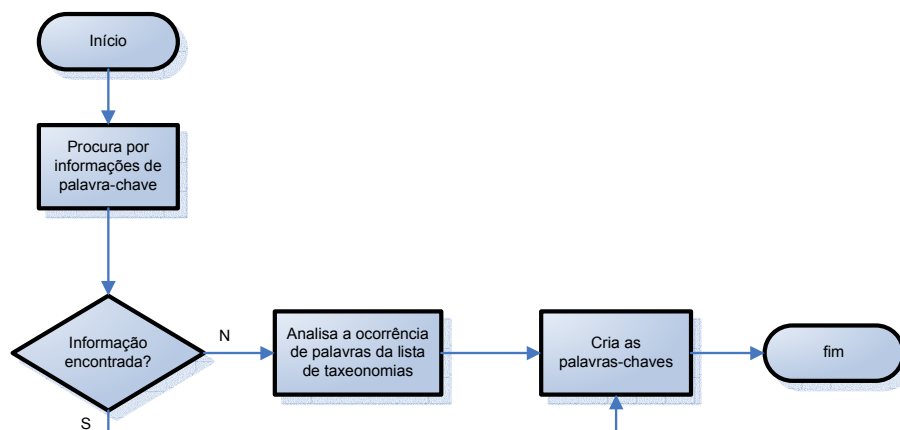 Início
Procura por
informações de
palavra-chave
Informação
encontrada?
N
Analisa a ocorrência
de palavras da lista
de taxeonomias
Cria as
palavras-chaves
fim
S